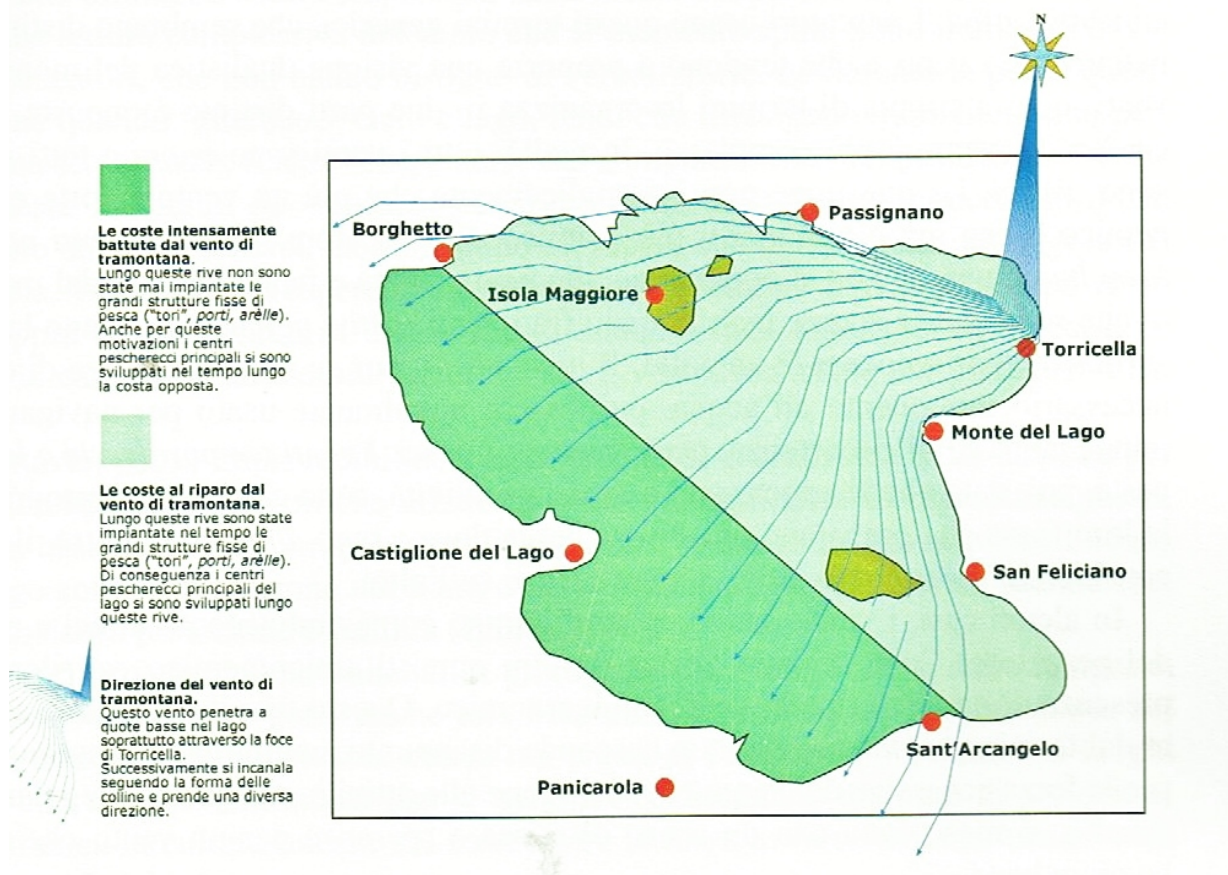 N
Passignano
Borghetto
Isola Maggiore
Torricella
Monte del Lago
Castiglione del Lago
San Feliciano
Sant'Arcangelo
Panicarola
Le coste intensamente
battute dal vento di
tramontana.
Lungo queste rive non sono
state mai implantate le
grandi strutture fisse di
pesca ("tori", porti, arèlle).
Anche per queste
motivazioni i centri
pescherecci principali si sono
sviluppati nel tempo lungo
la costa opposta.
Le coste al riparo dal
vento di tramontana.
Lungo queste rive sono state
impiantate nel tempo le
grandi strutture fisse di
pesca ("tori", porti, arèlle).
Di conseguenza i centri
pescherecci principali del
lago si sono sviluppati lungo
queste rive.
Direzione del vento di
tramontana.
Questo vento penetra a
quote basse nel lago
soprattutto attraverso la foce
di Torricella.
Successivamente si incanala
seguendo la forma delle
colline e prende una diversa
direzione.